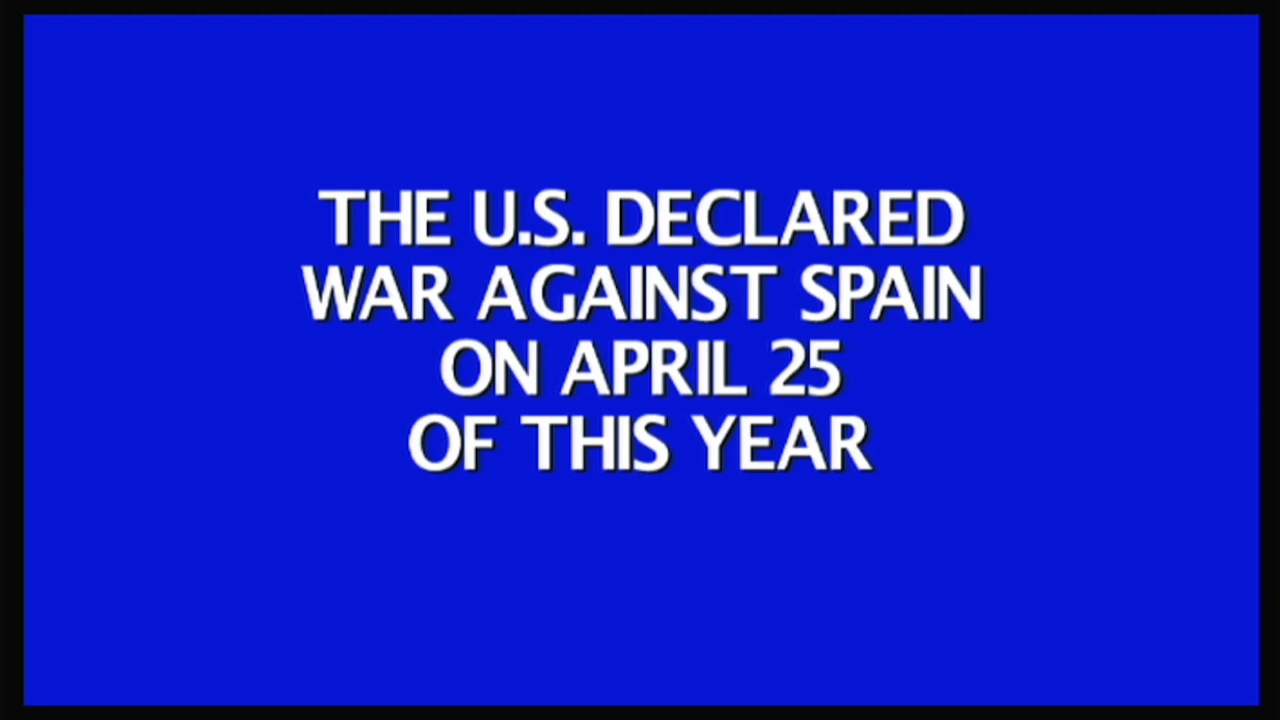 THE U.S. DECLARED
WAR AGAINST SPAIN
ON APRIL 25
OF THIS YEAR